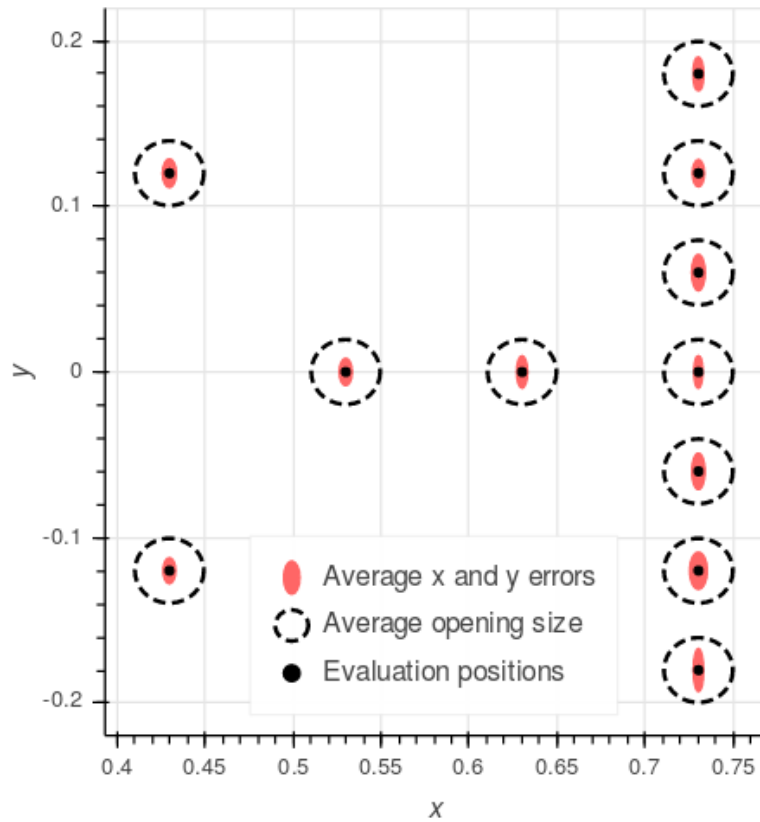 0.2
0.1
0
-0.1
-0.2
y
Average x and y errors
Average opening size
Evaluation positions
0.4 0.45 0.5 0.55 0.6 0.65 0.7 0.75
x